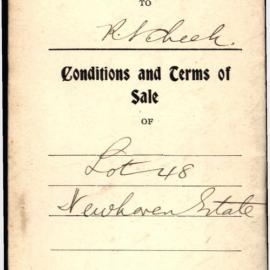 TO
R. S. Cheek.
Conditions and Terms of
Sale
OF
Lot 48
Newhaven Estate